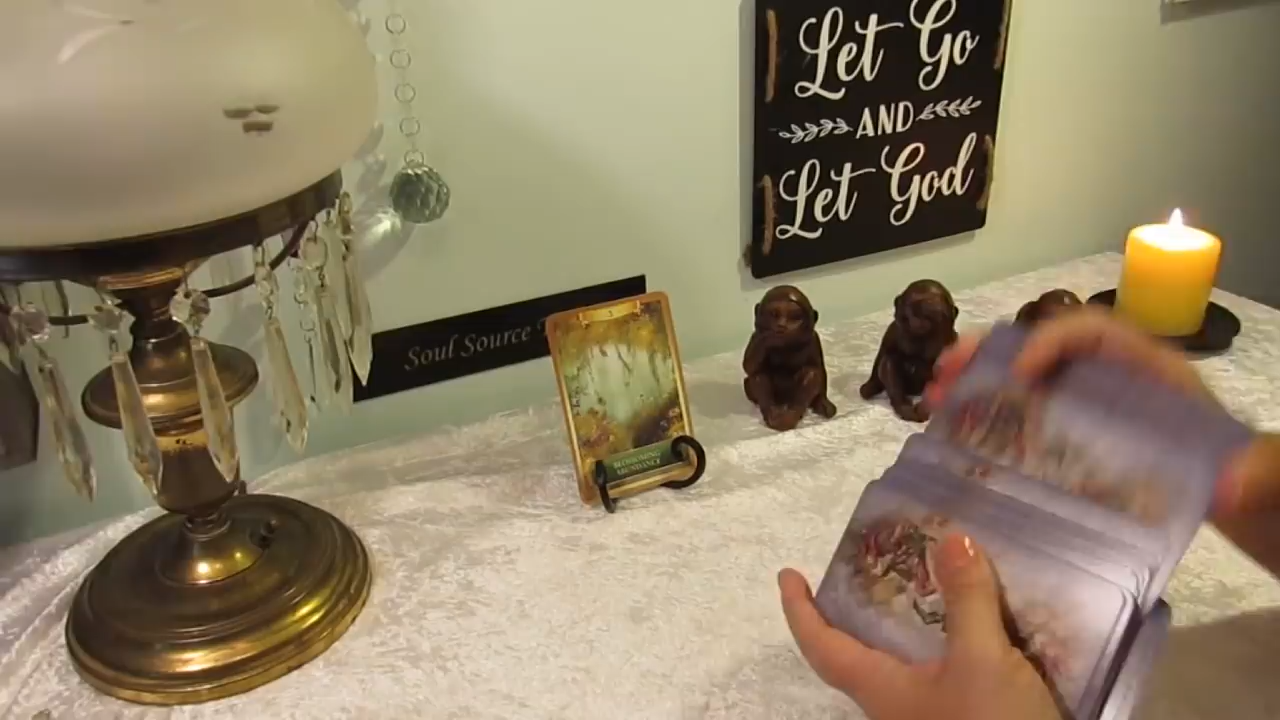 Let Go
AND
Let God
Soul Source
BLOSSOMING
ABUNDANCE